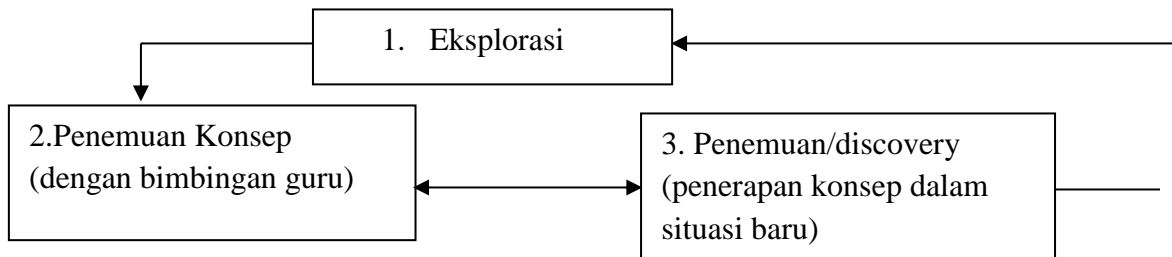 1. Eksplorasi
2.Penemuan Konsep
(dengan bimbingan guru)
3. Penemuan/discovery
(penerapan konsep dalam
situasi baru)